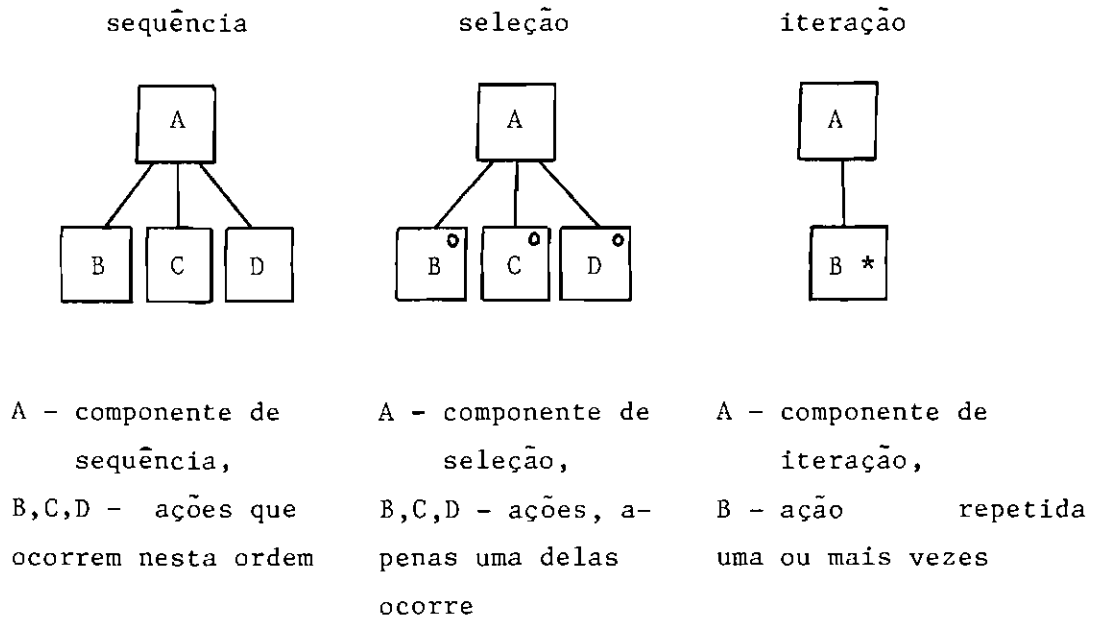 sequência
seleção
iteração
A
A
A
B
C
D
B
C
D
B *
A - componente de
sequência,
B,C,D - ações que
ocorrem nesta ordem
A - componente de
seleção,
B,C,D - ações, a-
penas uma delas
ocorre
A - componente de
iteração,
B - ação repetida
uma ou mais vezes